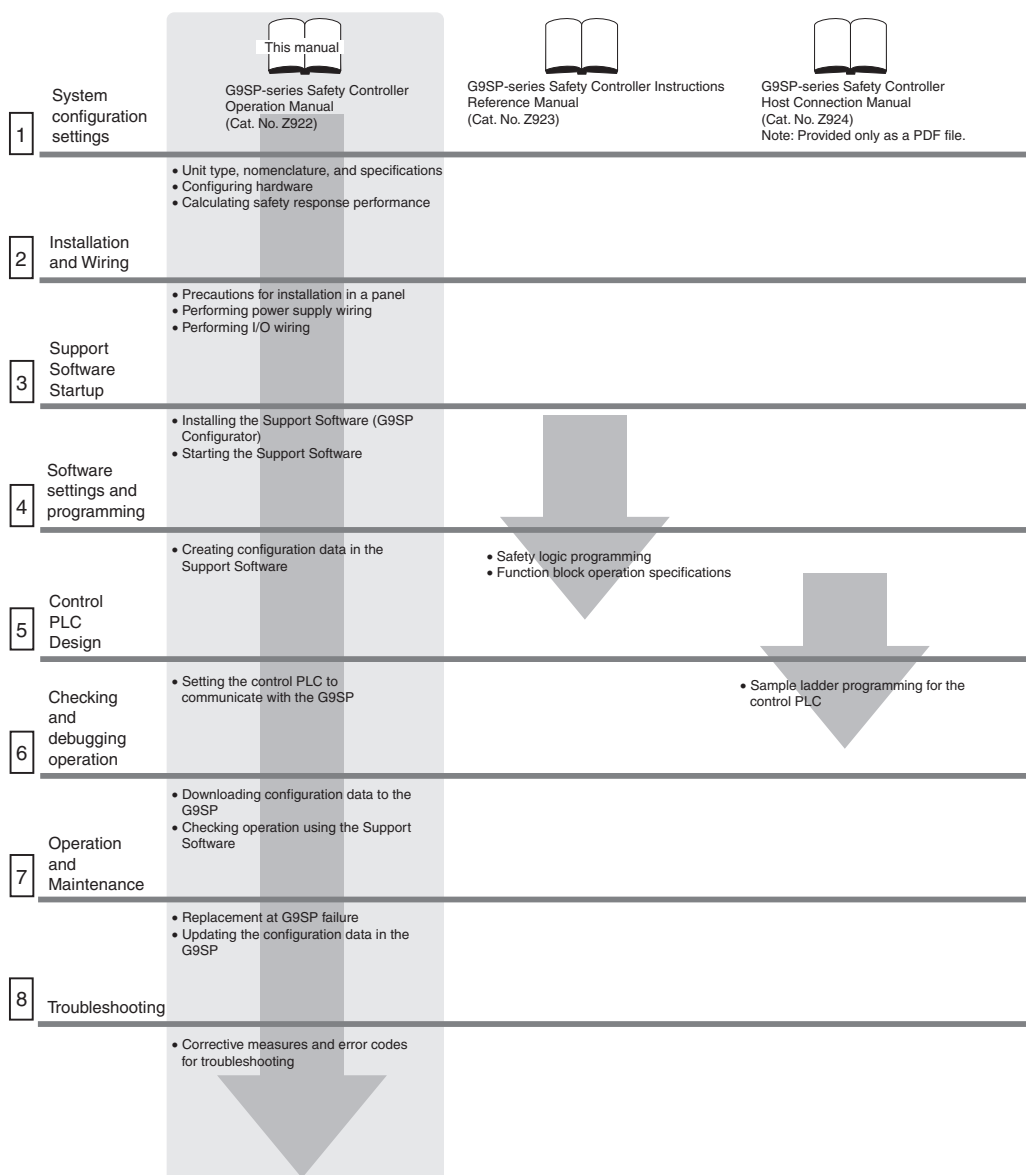 This manual
G9SP-series Safety Controller
Operation Manual
(Cat. No. Z922)
G9SP-series Safety Controller Instructions
Reference Manual
(Cat. No. Z923)
G9SP-series Safety Controller
Host Connection Manual
(Cat. No. Z924)
Note: Provided only as a PDF file.
1
System
configuration
settings
• Unit type, nomenclature, and specifications
• Configuring hardware
• Calculating safety response performance
2
Installation
and Wiring
• Precautions for installation in a panel
• Performing power supply wiring
• Performing I/O wiring
3
Support
Software
Startup
• Installing the Support Software (G9SP
Configurator)
• Starting the Support Software
4
Software
settings and
programming
• Creating configuration data in the
Support Software
• Safety logic programming
• Function block operation specifications
5
Control
PLC
Design
• Setting the control PLC to
communicate with the G9SP
• Sample ladder programming for the
control PLC
6
Checking
and
debugging
operation
• Downloading configuration data to the
G9SP
• Checking operation using the Support
Software
7
Operation
and
Maintenance
• Replacement at G9SP failure
• Updating the configuration data in the
G9SP
8
Troubleshooting
• Corrective measures and error codes
for troubleshooting